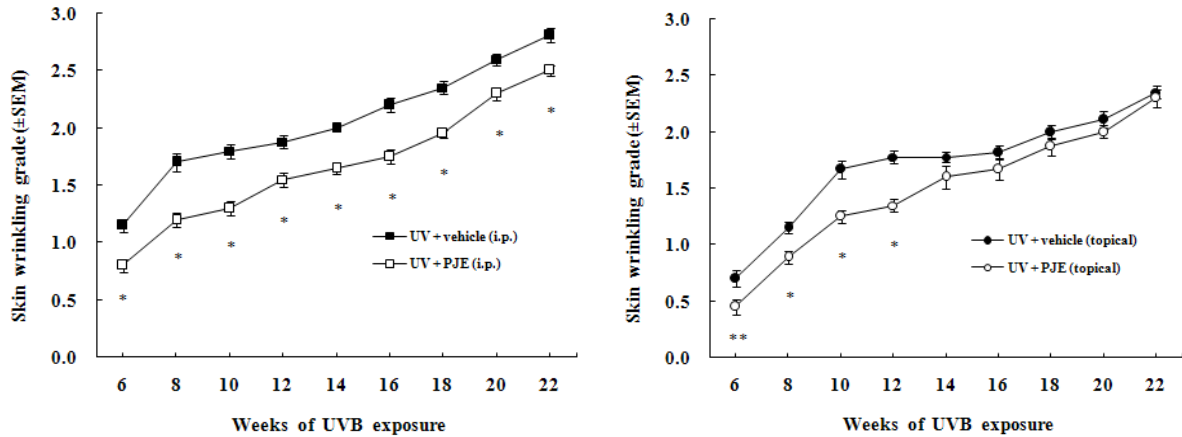 Skin wrinkling grade (±SEM)
3.0
2.5
2.0
1.5
1.0
0.5
0.0
UV + vehicle (i.p.)
UV + PJE (i.p.)
* * * * * * * * *
6 8 10 12 14 16 18 20 22
Weeks of UVB exposure
Skin wrinkling grade (±SEM)
3.0
2.5
2.0
1.5
1.0
0.5
0.0
UV + vehicle (topical)
UV + PJE (topical)
** * * *
6 8 10 12 14 16 18 20 22
Weeks of UVB exposure